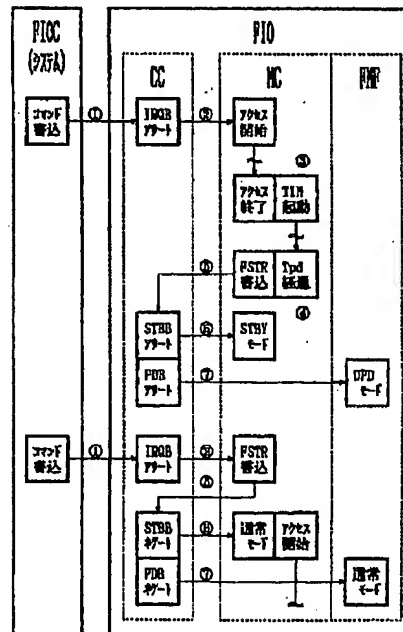 PIOC
(システム)
PIO
CC
MC
FMF
コマンド
書込
①
IRQB
アサート
②
アクセス
開始
③
アクセス
終了
TIM
起動
⑤
FSTR
書込
Tpd
経過
④
STBB
アサート
⑥
STBY
モード
PDB
アサート
⑦
DPD
モード
コマンド
書込
①
IRQB
アサート
②
FSTR
書込
⑤
STBB
ネゲート
⑥
通常
モード
アクセス
開始
PDB
ネゲート
⑦
通常
モード